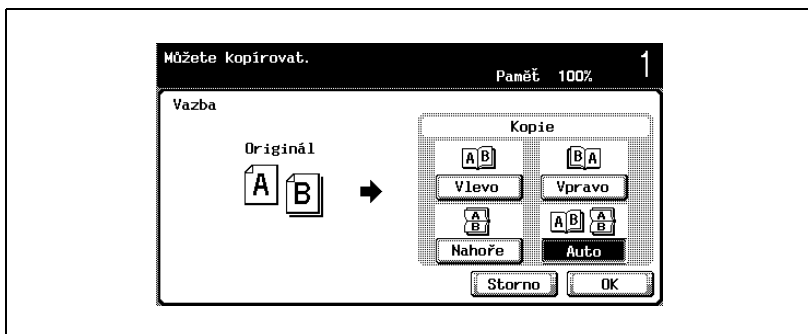 Můžete kopírovat.
Paměť 100% 1
Vazba
Kopie
Originál
A B
A B
B A
Vlevo Vpravo
A B
A B A B
Nahoře Auto
Storno OK